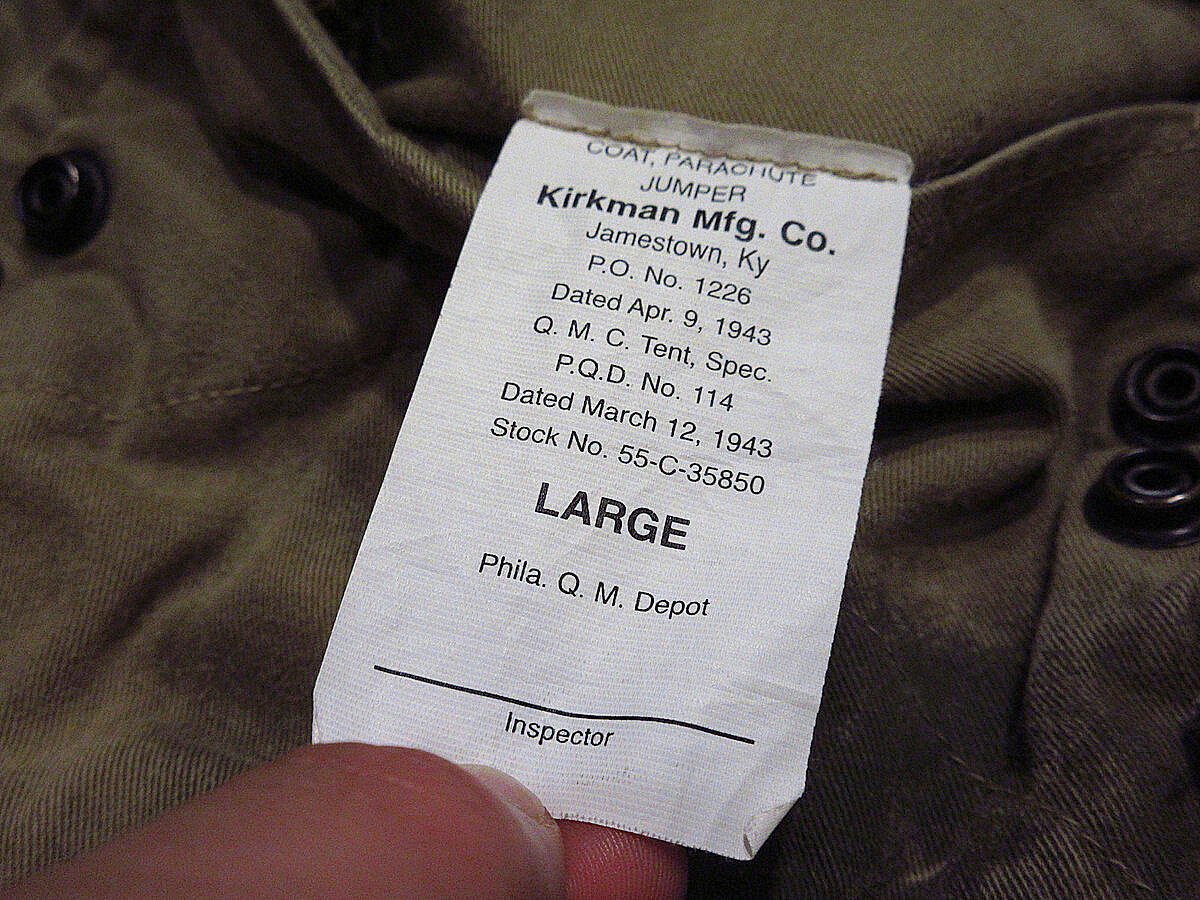 COAT, PARACHUTE
JUMPER
Kirkman Mfg. Co.
Jamestown, Ky
P.O. No. 1226
Dated Apr. 9, 1943
Q. M. C. Tent, Spec.
P.Q.D. No. 114
Dated March 12, 1943
Stock No. 55-C-35850
LARGE
Phila. Q. M. Depot
Inspector